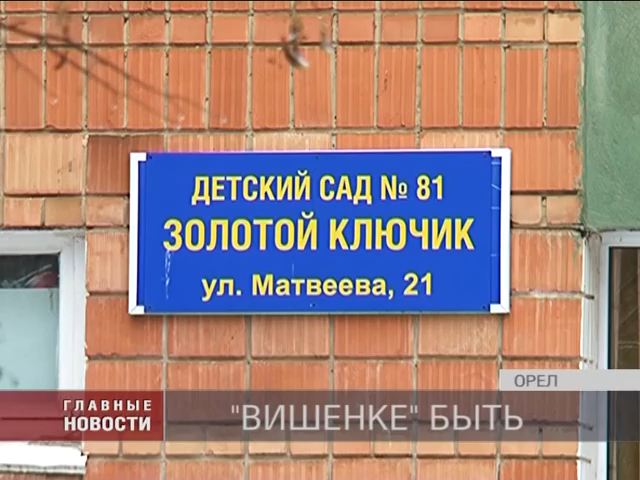 ДЕТСКИЙ САД № 81
ЗОЛОТОЙ КЛЮЧИК
ул. Матвеева, 21
ОРЕЛ
ГЛАВНЫЕ
НОВОСТИ
"ВИШЕНКЕ" БЫТЬ